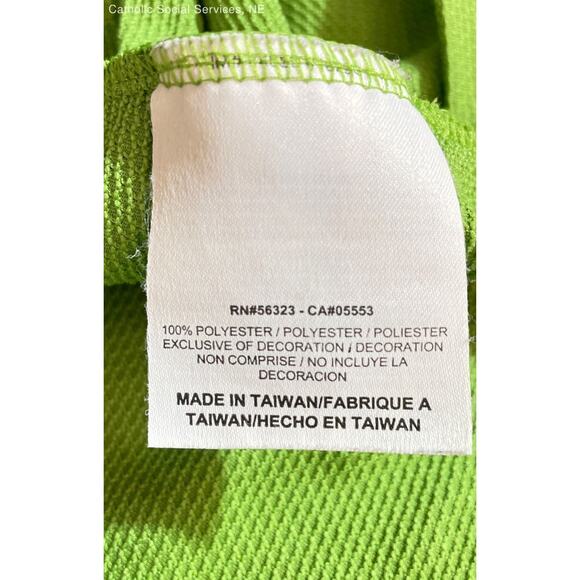 Catholic Social Services, NE
RN#56323 - CA#05553
100% POLYESTER / POLYESTER / POLIESTER
EXCLUSIVE OF DECORATION / DECORATION
NON COMPRISE / NO INCLUYE LA
DECORACION
MADE IN TAIWAN/FABRIQUE A
TAIWAN/HECHO EN TAIWAN